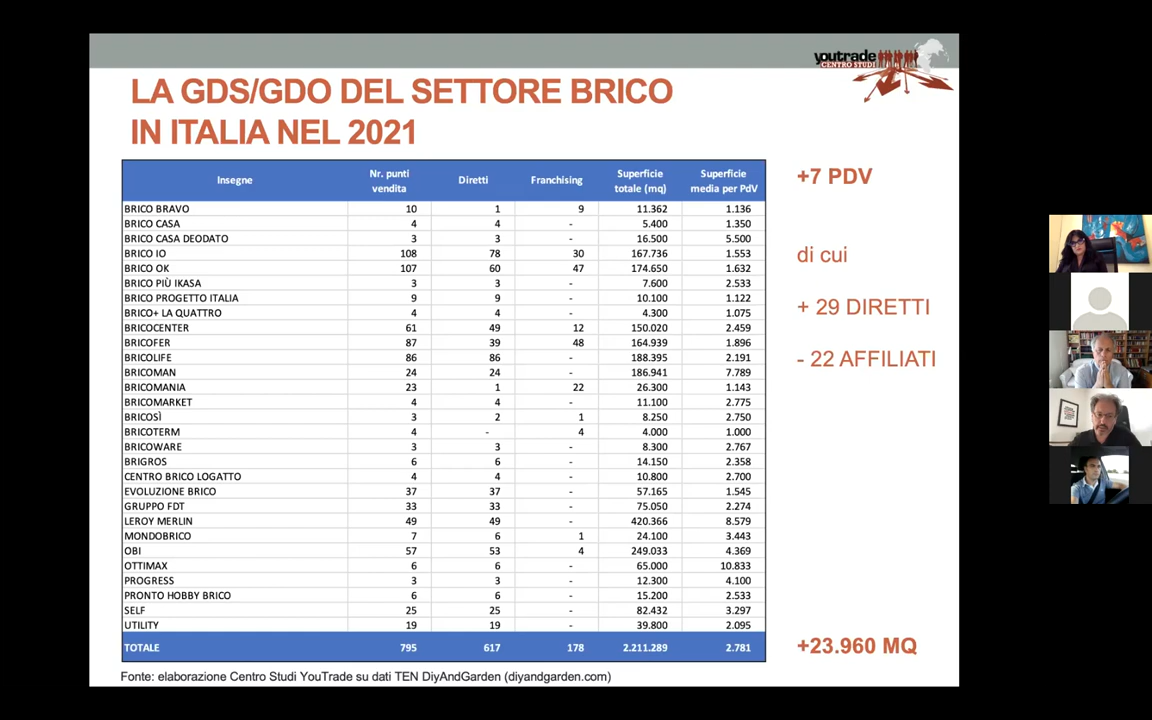 youtrade
CENTRO STUDI
LA GDS/GDO DEL SETTORE BRICO
IN ITALIA NEL 2021
Insegne Nr. punti vendita Diretti Franchising Superficie totale (mq) Superficie media per PdV
BRICO BRAVO 10 1 9 11.362 1.136
BRICO CASA 4 4 - 5.400 1.350
BRICO CASA DEODATO 3 3 - 16.500 5.500
BRICO IO 108 78 30 167.736 1.553
BRICO OK 107 60 47 174.650 1.632
BRICO PIÙ IKASA 3 3 - 7.600 2.533
BRICO PROGETTO ITALIA 9 9 - 10.100 1.122
BRICO+ LA QUATTRO 4 4 - 4.300 1.075
BRICOCENTER 61 49 12 150.020 2.459
BRICOFER 87 39 48 164.939 1.896
BRICOLIFE 86 86 - 188.395 2.191
BRICOMAN 24 24 - 186.941 7.789
BRICOMANIA 23 1 22 26.300 1.143
BRICOMARKET 4 4 - 11.100 2.775
BRICOSÌ 3 2 1 8.250 2.750
BRICOTERM 4 - 4 4.000 1.000
BRICOWARE 3 3 - 8.300 2.767
BRIGROS 6 6 - 14.150 2.358
CENTRO BRICO LOGATTO 4 4 - 10.800 2.700
EVOLUZIONE BRICO 37 37 - 57.165 1.545
GRUPPO FDT 33 33 - 75.050 2.274
LEROY MERLIN 49 49 - 420.366 8.579
MONDOBRICO 7 6 1 24.100 3.443
OBI 57 53 4 249.033 4.369
OTTIMAX 6 6 - 65.000 10.833
PROGRESS 3 3 - 12.300 4.100
PRONTO HOBBY BRICO 6 6 - 15.200 2.533
SELF 25 25 - 82.432 3.297
UTILITY 19 19 - 39.800 2.095
TOTALE 795 617 178 2.211.289 2.781
+7 PDV
di cui
+ 29 DIRETTI
- 22 AFFILIATI
+23.960 MQ
Fonte: elaborazione Centro Studi YouTrade su dati TEN DiyAndGarden (diyandgarden.com)